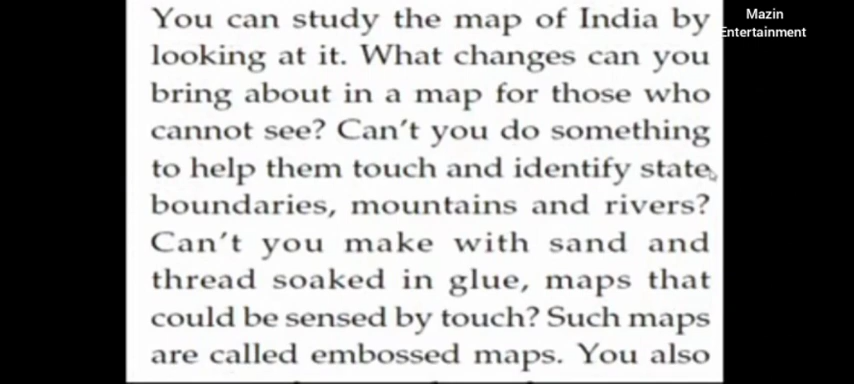 You can study the map of India by
looking at it. What changes can you
bring about in a map for those who
cannot see? Can't you do something
to help them touch and identify state
boundaries, mountains and rivers?
Can't you make with sand and
thread soaked in glue, maps that
could be sensed by touch? Such maps
are called embossed maps. You also
Mazin
Entertainment